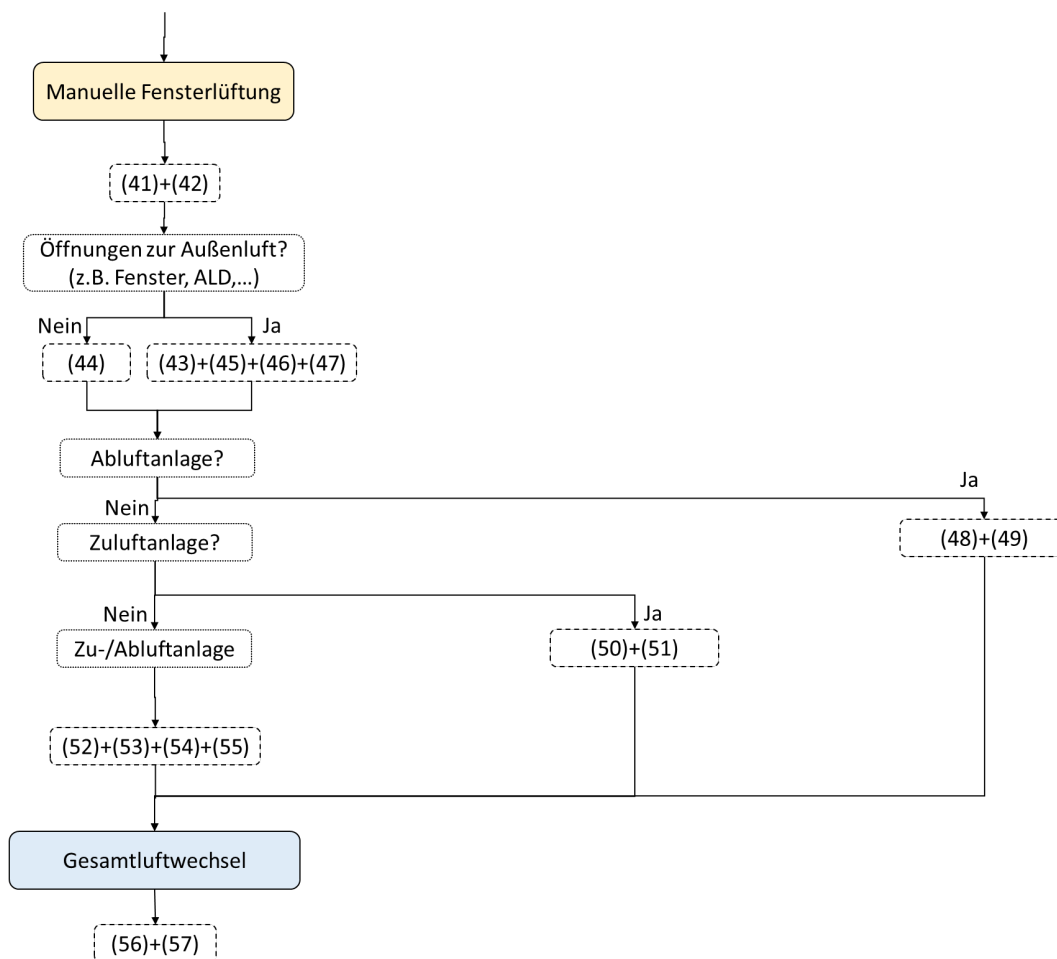 Manuelle Fensterlüftung
(41)+(42)
Öffnungen zur Außenluft?
(z.B. Fenster, ALD,...)
Nein
Ja
(44)
(43)+(45)+(46)+(47)
Abluftanlage?
Ja
Nein
Zuluftanlage?
(48)+(49)
Nein
Ja
Zu-/Abluftanlage
(50)+(51)
(52)+(53)+(54)+(55)
Gesamtluftwechsel
(56)+(57)